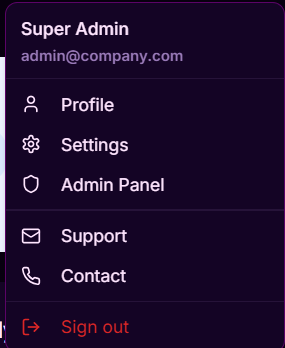 Super Admin
admin@company.com
Profile
Settings
Admin Panel
Support
Contact
Sign out